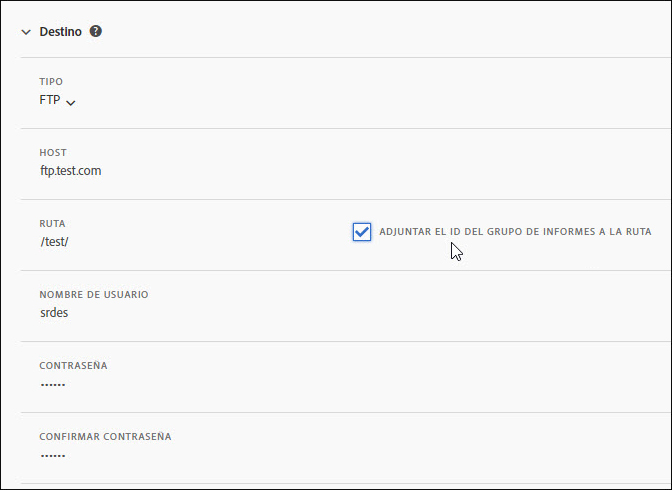 Destino ?
TIPO
FTP
HOST
ftp.test.com
RUTA
/test/
ADJUNTAR EL ID DEL GRUPO DE INFORMES A LA RUTA
NOMBRE DE USUARIO
srdes
CONTRASEÑA
••••••
CONFIRMAR CONTRASEÑA
••••••